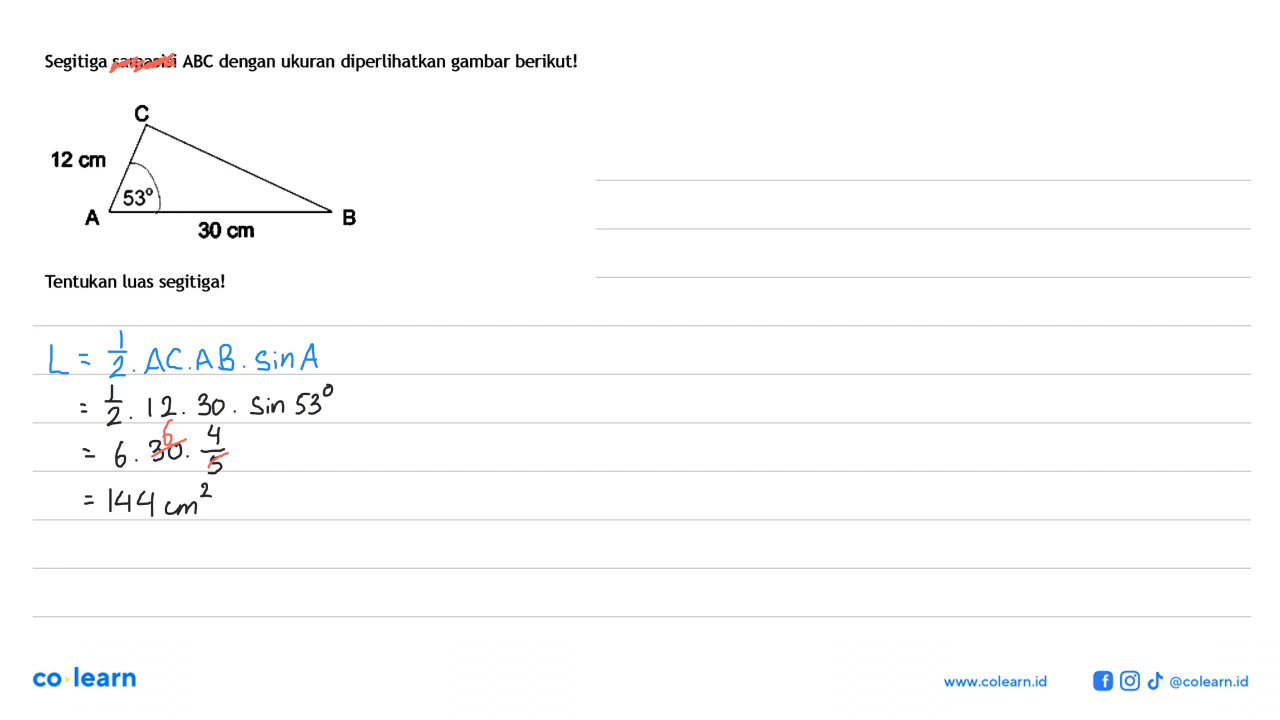 Segitiga samasisi ABC dengan ukuran diperlihatkan gambar berikut!
C
12 cm
53°
A
B
30 cm
Tentukan luas segitiga!
L = 1/2 . AC . AB . sin A
= 1/2 . 12 . 30 . sin 53°
6
= 6 . 30 . 4/5
= 144 cm²
co learn
www.colearn.id
@colearn.id